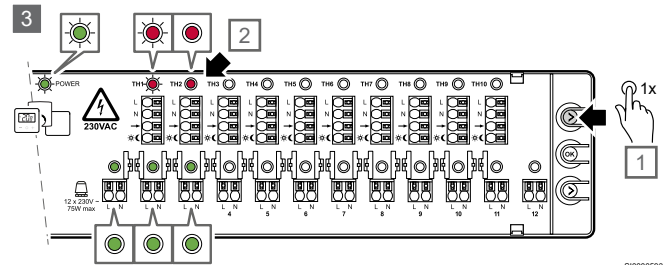 3
2
POWER
TH1 TH2 TH3 TH4 TH5 TH6 TH7 TH8 TH9 TH10
1x
L L L L L L L L L L
N N N N N N N N N N
230VAC
OK
1
12 x 230V ~
75W max
L N L N L N L N L N L N L N L N L N L N L N L N
4 5 6 7 8 9 10 11 12